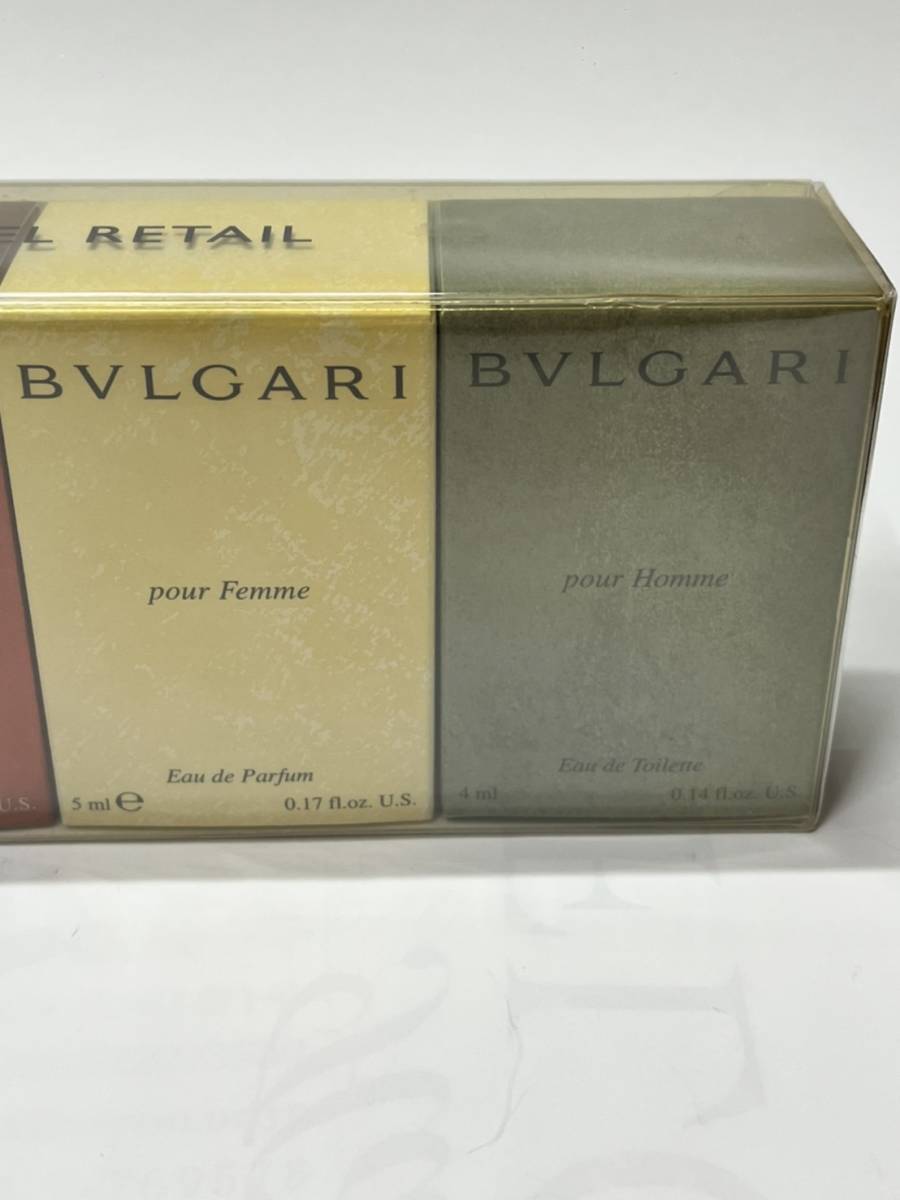 EL RETAIL
BVLGARI
pour Femme
Eau de Parfum
5 ml ℮ 0.17 fl.oz. U.S.
BVLGARI
pour Homme
Eau de Toilette
4 ml 0.14 fl.oz. U.S.
U.S.